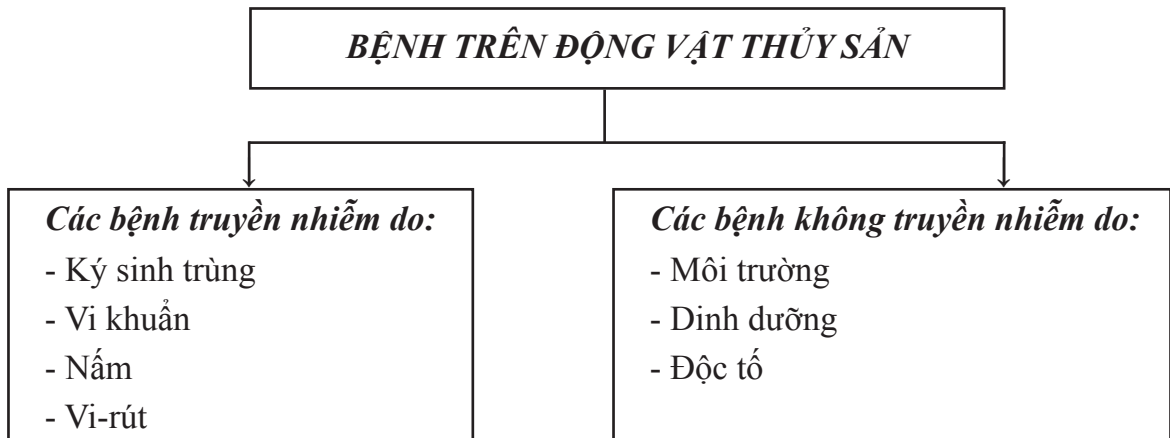 BỆNH TRÊN ĐỘNG VẬT THỦY SẢN
Các bệnh truyền nhiễm do:
- Ký sinh trùng
- Vi khuẩn
- Nấm
- Vi-rút
Các bệnh không truyền nhiễm do:
- Môi trường
- Dinh dưỡng
- Độc tố